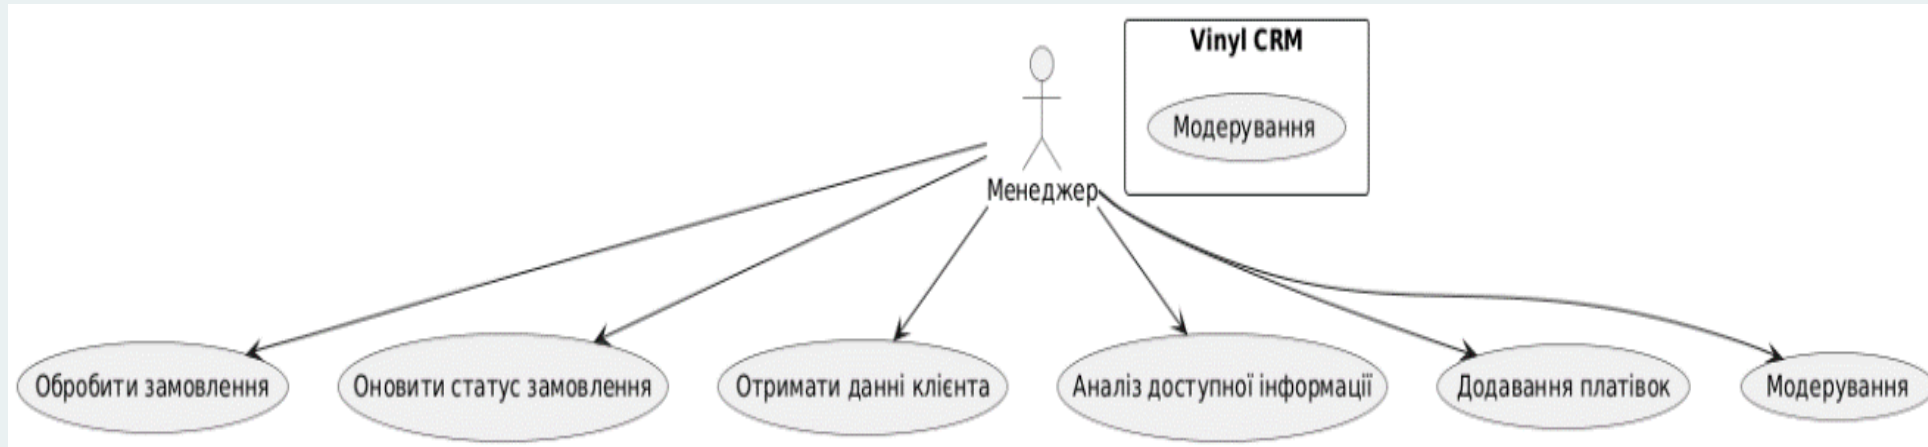 Vinyl CRM
Модерування
Менеджер
Обробити замовлення
Оновити статус замовлення
Отримати данні клієнта
Аналіз доступної інформації
Додавання платівок
Модерування